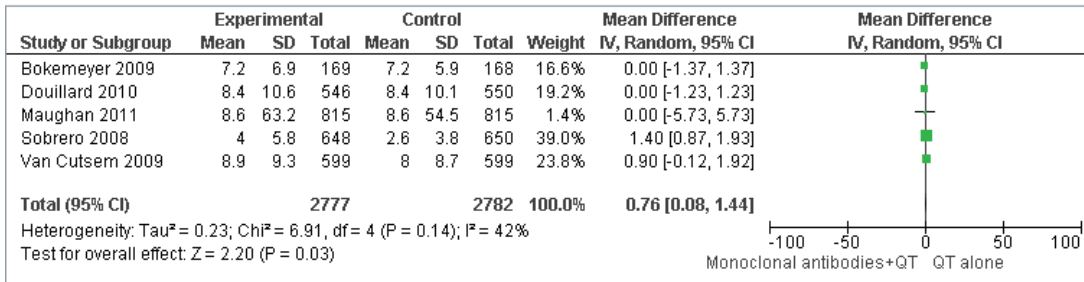 Experimental Control Mean Difference Mean Difference
Study or Subgroup Mean SD Total Mean SD Total Weight IV, Random, 95% CI IV, Random, 95% CI
Bokemeyer 2009 7.2 6.9 169 7.2 5.9 168 16.6% 0.00 [-1.37, 1.37]
Douillard 2010 8.4 10.6 546 8.4 10.1 550 19.2% 0.00 [-1.23, 1.23]
Maughan 2011 8.6 63.2 815 8.6 54.5 815 1.4% 0.00 [-5.73, 5.73]
Sobrero 2008 4 5.8 648 2.6 3.8 650 39.0% 1.40 [0.87, 1.93]
Van Cutsem 2009 8.9 9.3 599 8 8.7 599 23.8% 0.90 [-0.12, 1.92]
Total (95% CI) 2777 2782 100.0% 0.76 [0.08, 1.44]
Heterogeneity: Tau² = 0.23; Chi² = 6.91, df = 4 (P = 0.14); I² = 42%
Test for overall effect: Z = 2.20 (P = 0.03)
-100 -50 0 50 100
Monoclonal antibodies+QT QT alone